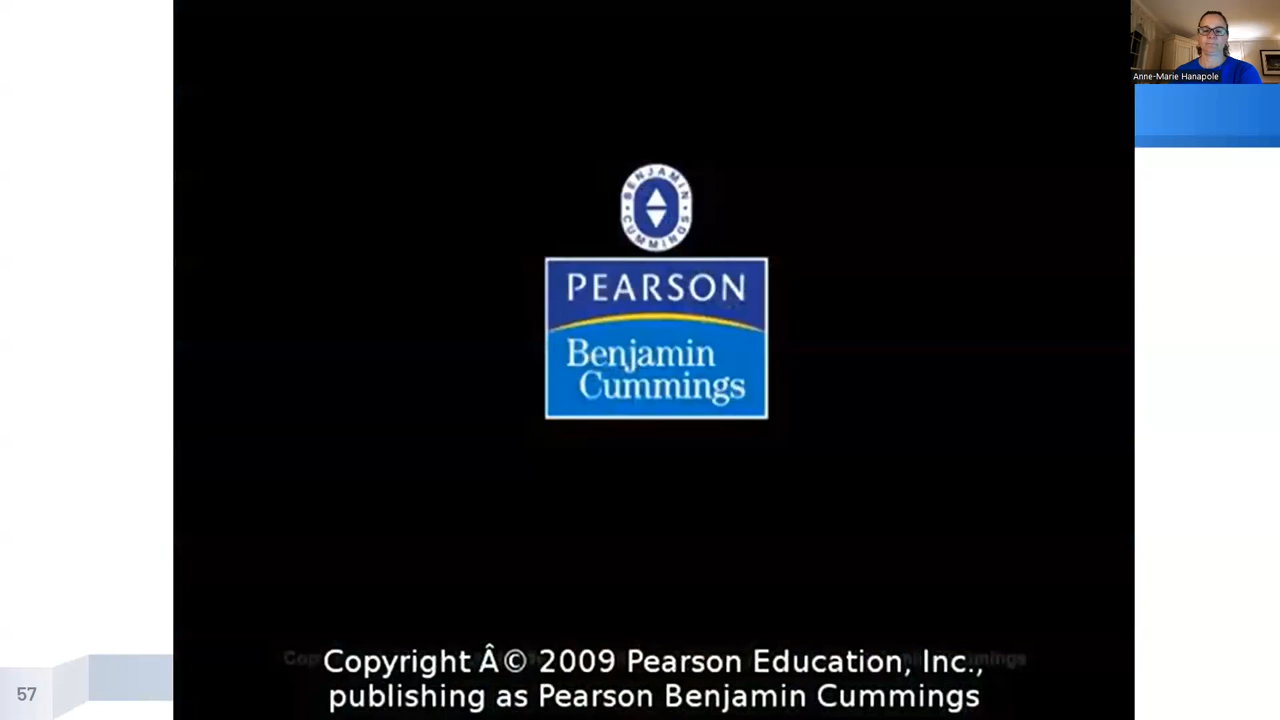 Anne-Marie Hanapole
BENJAMIN
CUMMINGS
PEARSON
Benjamin
Cummings
Copyright Â© 2009 Pearson Education, Inc.,
publishing as Pearson Benjamin Cummings
57